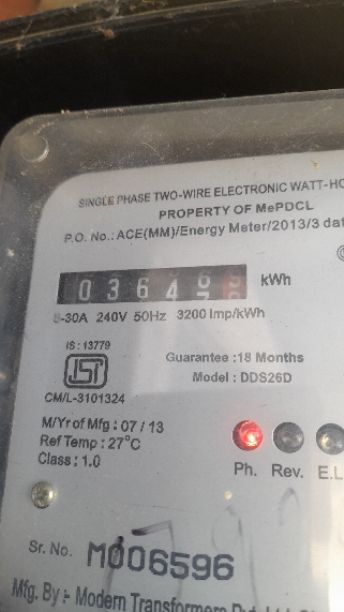 SINGLE PHASE TWO-WIRE ELECTRONIC WATT-HO
PROPERTY OF MePDCL
P.O. No.: ACE(MM)/Energy Meter/2013/3 dat
0364 kWh
-30A 240V 50Hz 3200 Imp/kWh
IS : 13779
Guarantee : 18 Months
Model : DDS26D
CM/L-3101324
M/Yr of Mfg : 07 / 13
Ref Temp : 27°C
Class : 1.0
Ph. Rev. E.L
Sr. No. M006596
Mfg. By :- Modern Transformers Pvt.